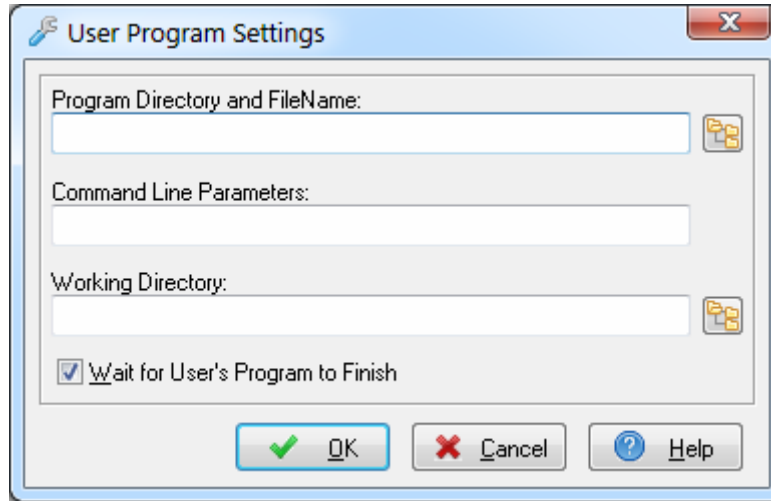 User Program Settings
Program Directory and FileName:
Command Line Parameters:
Working Directory:
Wait for User's Program to Finish
OK Cancel Help